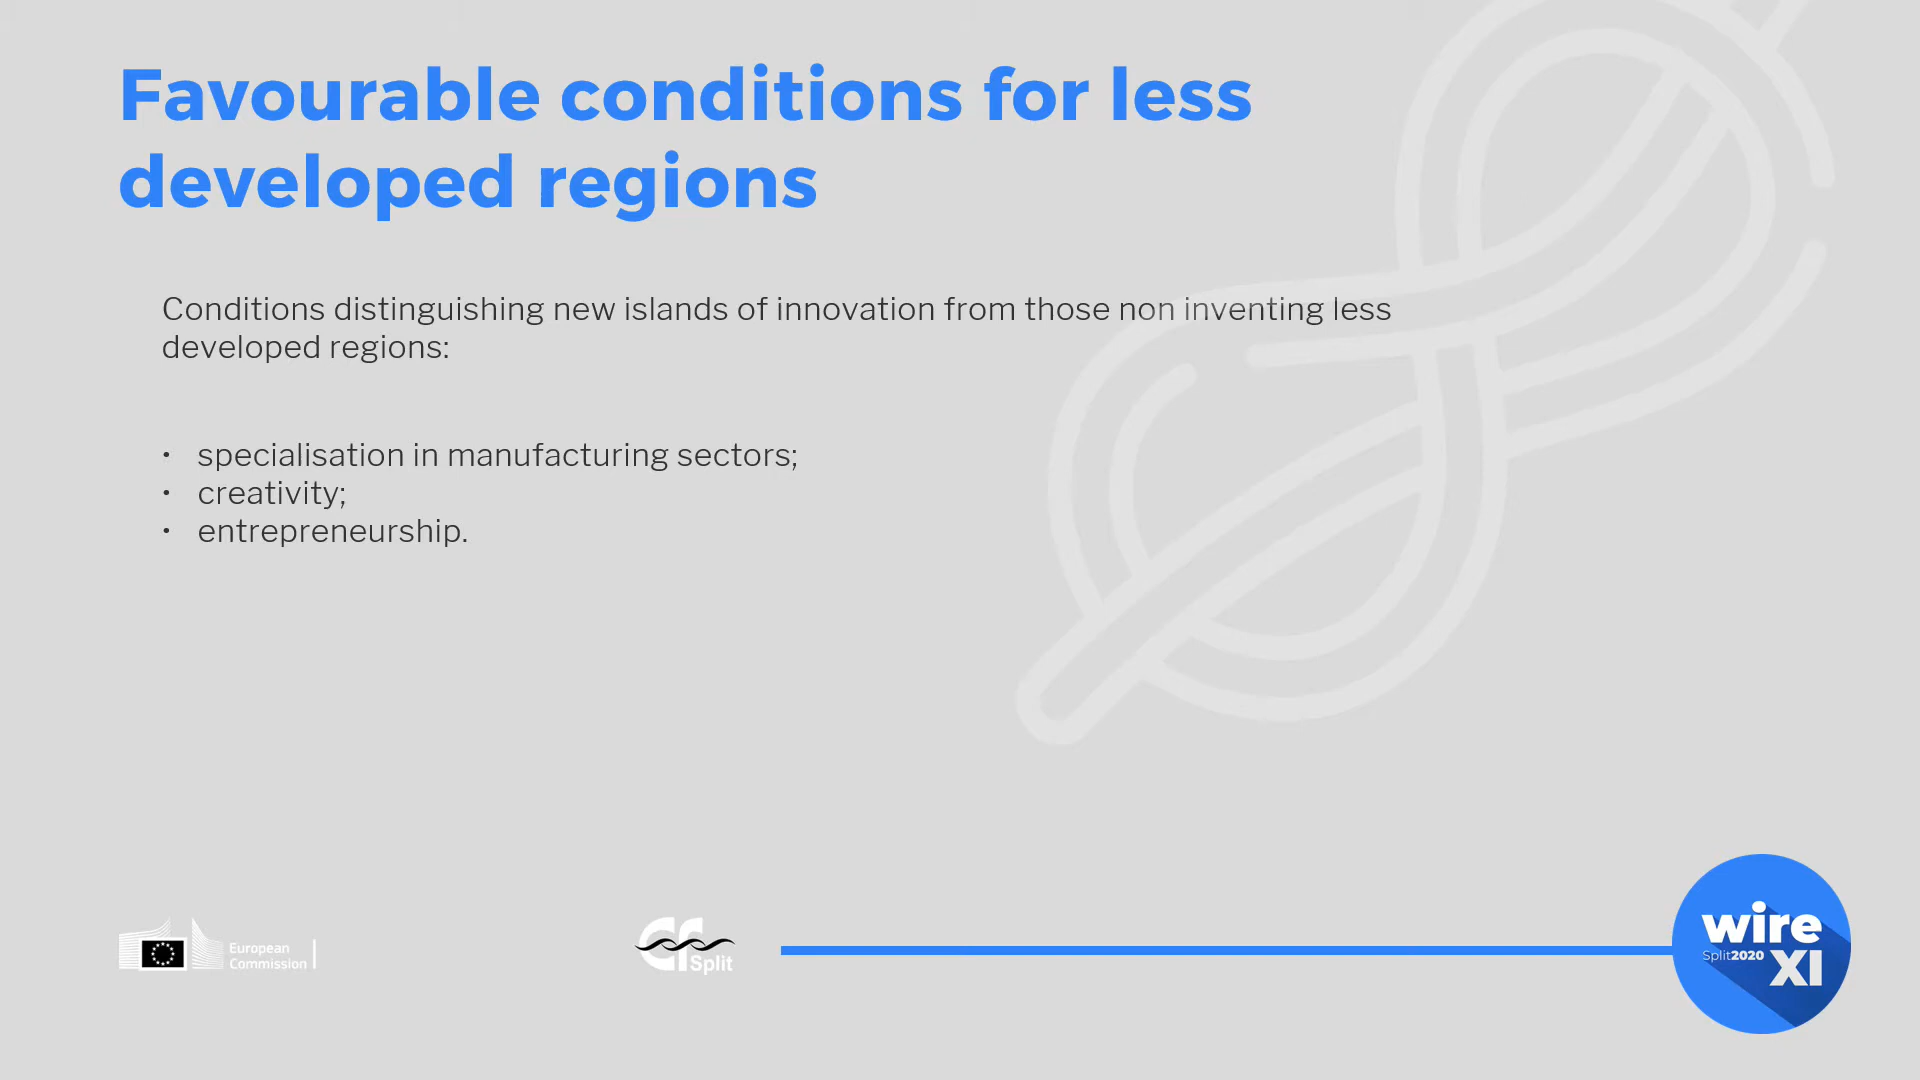 Favourable conditions for less
developed regions
Conditions distinguishing new islands of innovation from those non inventing less
developed regions:
• specialisation in manufacturing sectors;
• creativity;
• entrepreneurship.
European
Commission
GF
Split
wire
Split2020
XI